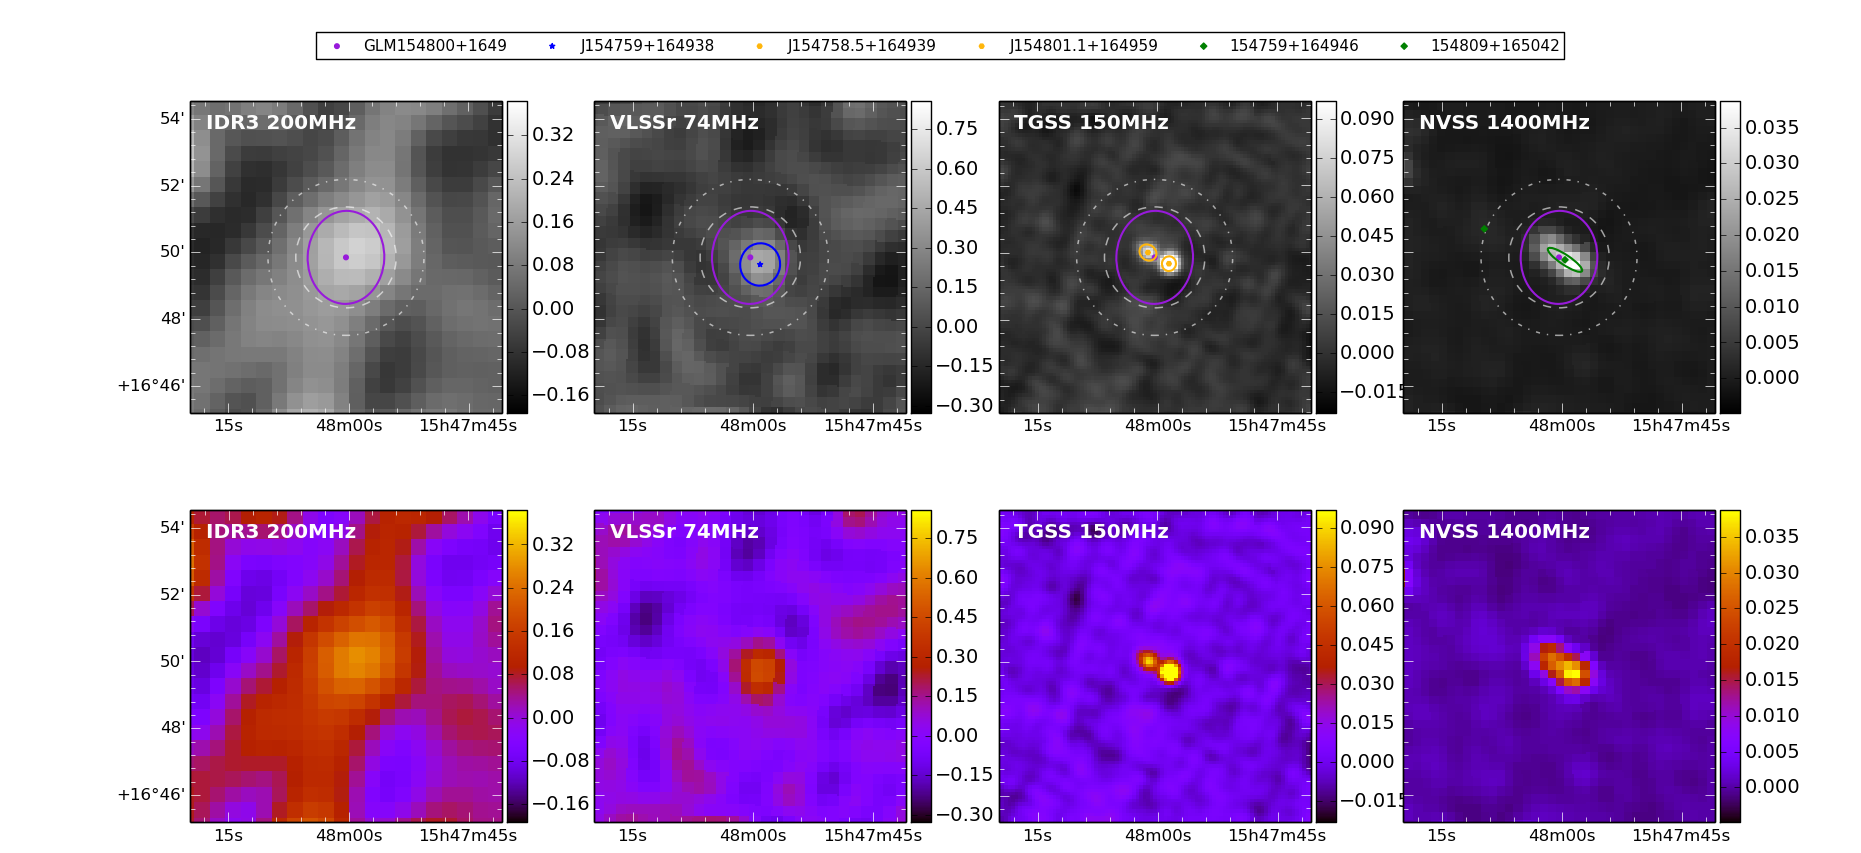 GLM154800+1649 J154759+164938 J154758.5+164939 J154801.1+164959 154759+164946 154809+165042
IDR3 200MHz VLSSr 74MHz TGSS 150MHz NVSS 1400MHz
54' 0.32 0.75 0.090 0.035
52' 0.24 0.60 0.075 0.030
50' 0.16 0.45 0.060 0.025
48' 0.08 0.30 0.045 0.020
+16°46' 0.00 0.15 0.030 0.015
−0.08 0.00 0.015 0.010
−0.16 −0.15 0.000 0.005
−0.30 −0.015 0.000
15s 48m00s 15h47m45s 15s 48m00s 15h47m45s 15s 48m00s 15h47m45s 15s 48m00s 15h47m45s
IDR3 200MHz VLSSr 74MHz TGSS 150MHz NVSS 1400MHz
54' 0.32 0.75 0.090 0.035
52' 0.24 0.60 0.075 0.030
50' 0.16 0.45 0.060 0.025
48' 0.08 0.30 0.045 0.020
+16°46' 0.00 0.15 0.030 0.015
−0.08 0.00 0.015 0.010
−0.16 −0.15 0.000 0.005
−0.30 −0.015 0.000
15s 48m00s 15h47m45s 15s 48m00s 15h47m45s 15s 48m00s 15h47m45s 15s 48m00s 15h47m45s